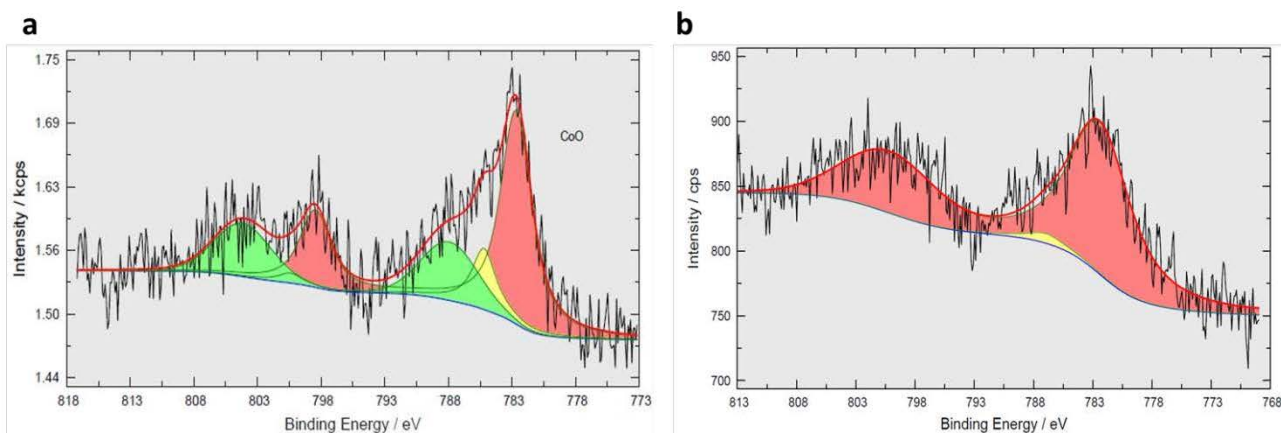 a
b
1.75
1.69
1.63
1.56
1.50
1.44
Intensity / kcps
CoO
818 808 803 798 793 788 783 778 773
Binding Energy / eV
950
900
850
800
750
700
Intensity / cps
813 808 803 798 793 788 783 778 773 768
Binding Energy / eV